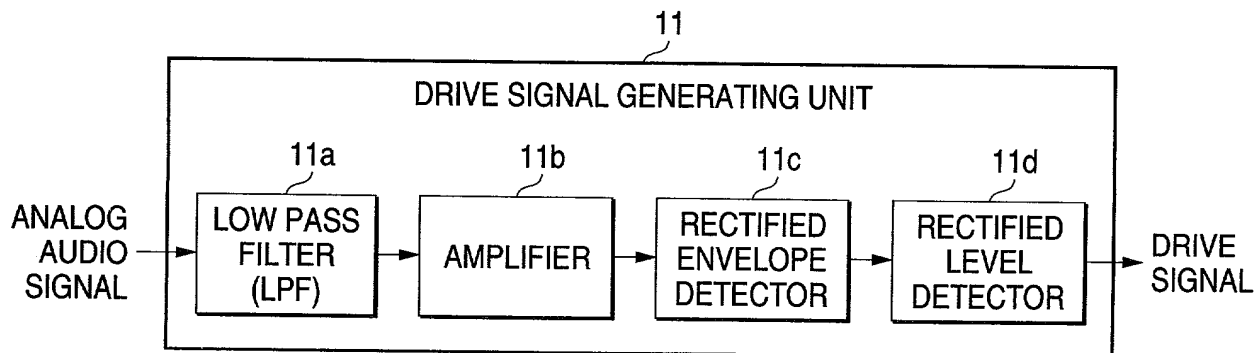 11
DRIVE SIGNAL GENERATING UNIT
11a
11b
11c
11d
ANALOG
AUDIO
SIGNAL
LOW PASS
FILTER
(LPF)
AMPLIFIER
RECTIFIED
ENVELOPE
DETECTOR
RECTIFIED
LEVEL
DETECTOR
DRIVE
SIGNAL